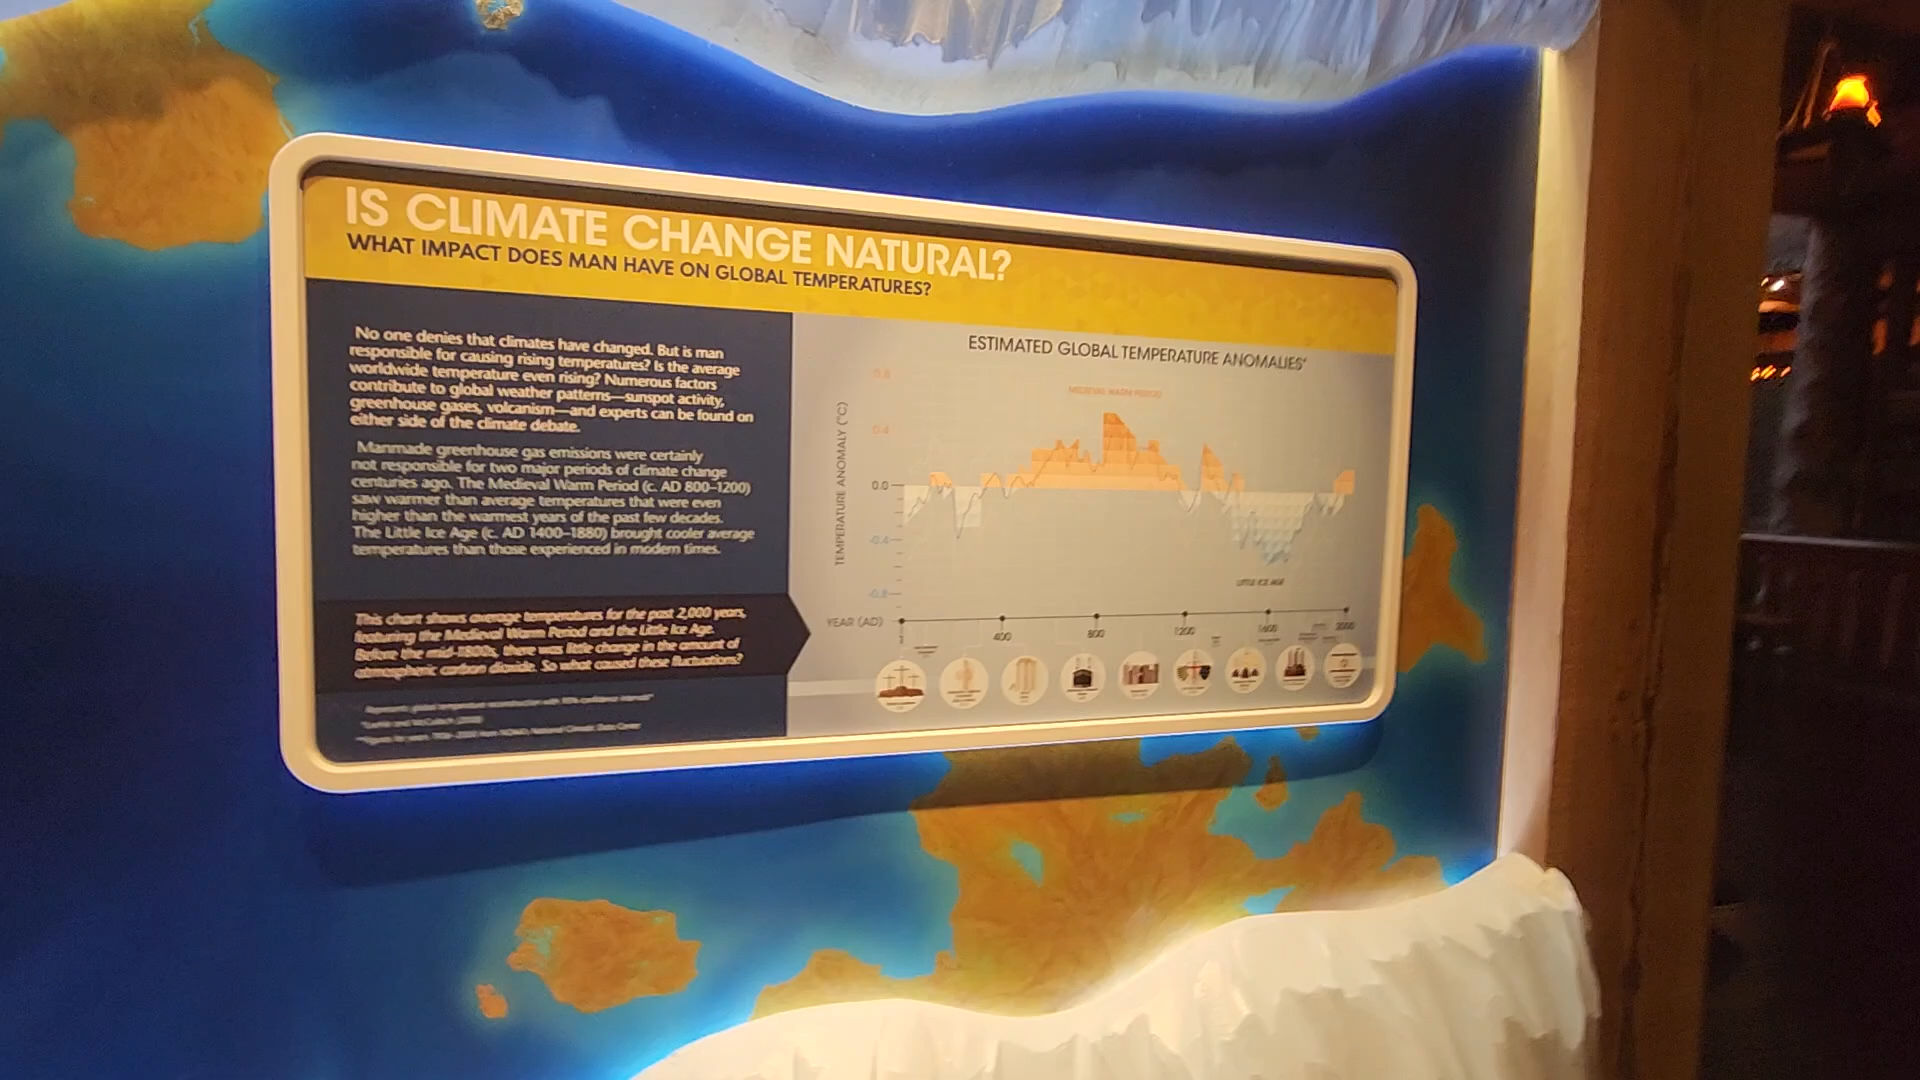 IS CLIMATE CHANGE NATURAL?
WHAT IMPACT DOES MAN HAVE ON GLOBAL TEMPERATURES?
No one denies that climates have changed. But is man
responsible for causing rising temperatures? Is the average
worldwide temperature even rising? Numerous factors
contribute to global weather patterns—sunspot activity,
greenhouse gases, volcanism—and experts can be found on
either side of the climate debate.
Manmade greenhouse gas emissions were certainly
not responsible for two major periods of climate change
centuries ago. The Medieval Warm Period (c. AD 800–1200)
saw warmer than average temperatures that were even
higher than the warmest years of the past few decades.
The Little Ice Age (c. AD 1400–1880) brought cooler average
temperatures than those experienced in modern times.
This chart shows average temperatures for the past 2,000 years,
featuring the Medieval Warm Period and the Little Ice Age.
Before the mid-1800s, there was little change in the amount of
atmospheric carbon dioxide. So what caused these fluctuations?
ESTIMATED GLOBAL TEMPERATURE ANOMALIES*
TEMPERATURE ANOMALY (°C)
0.8
MEDIEVAL WARM PERIOD
0.4
0.0
-0.4
-0.8
LITTLE ICE AGE
YEAR (AD)
1
400
800
1200
1600
2000